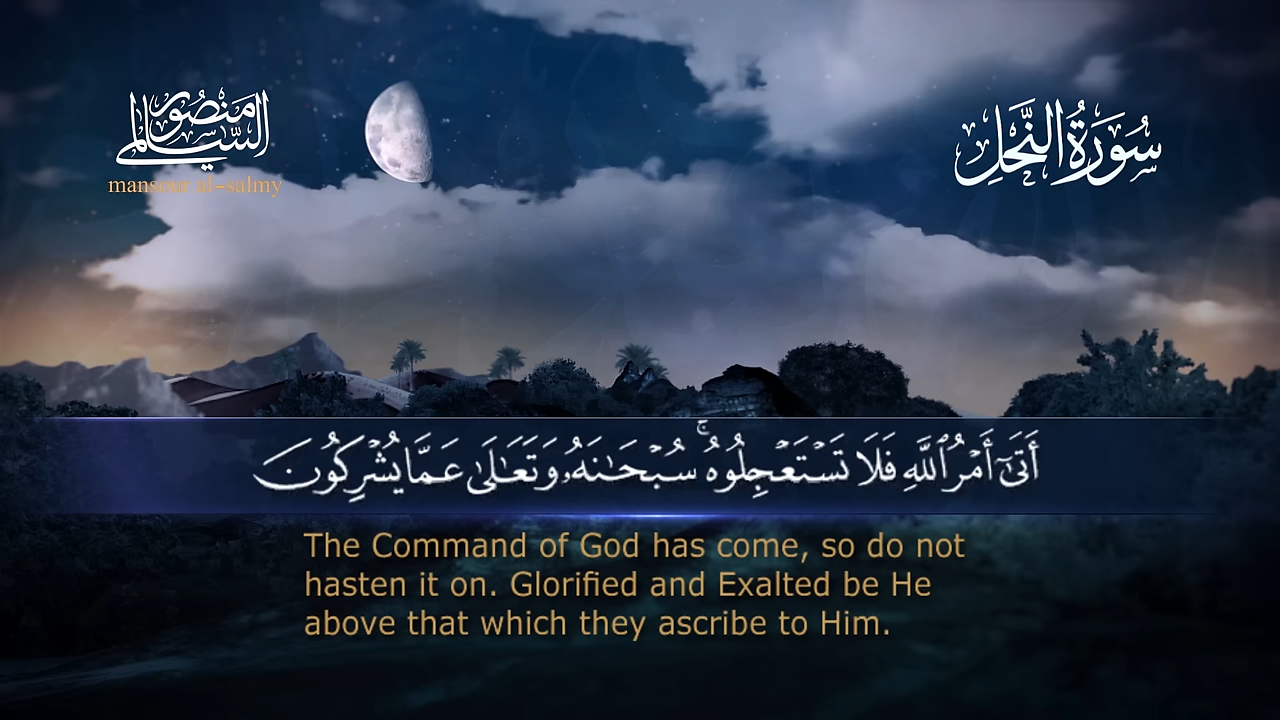 منصور السالمي
mansour al-salmy
سُورَةُ النَّحْلِ
أَتَىٰٓ أَمْرُ ٱللَّهِ فَلَا تَسْتَعْجِلُوهُ ۚ سُبْحَـٰنَهُۥ وَتَعَـٰلَىٰ عَمَّا يُشْرِكُونَ
The Command of God has come, so do not
hasten it on. Glorified and Exalted be He
above that which they ascribe to Him.